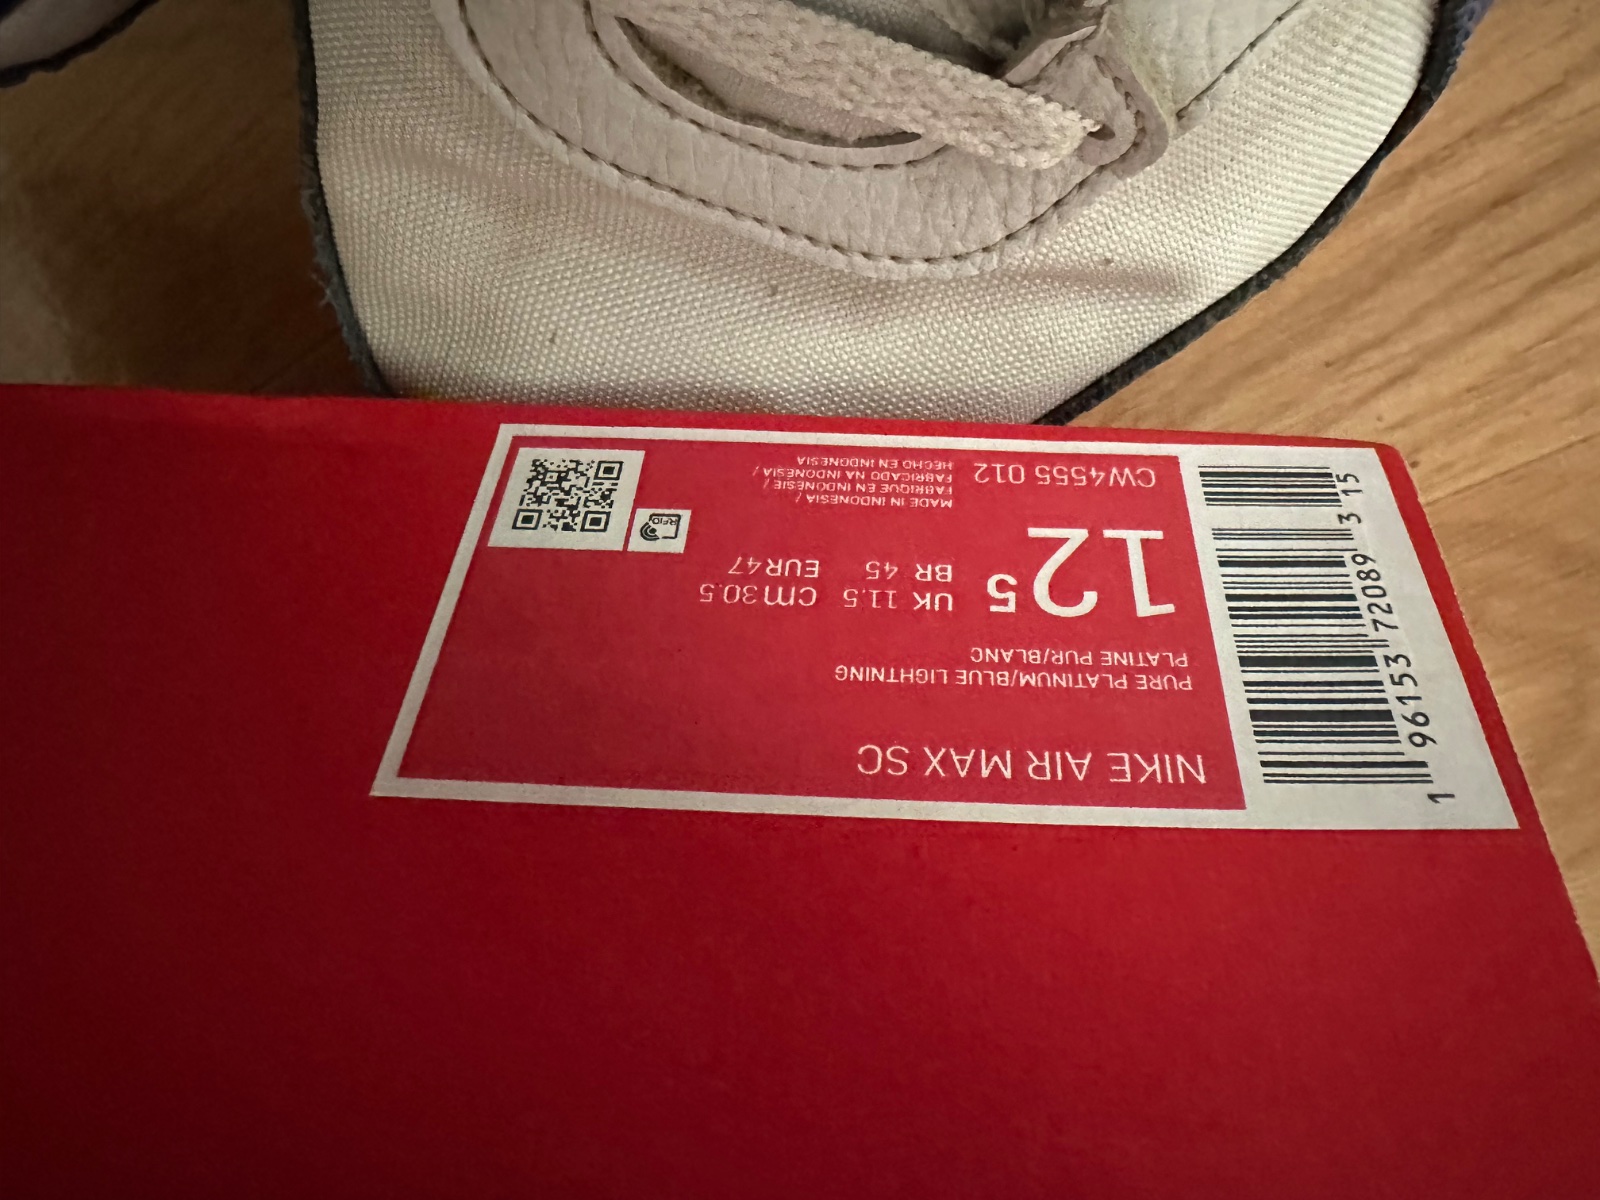 NIKE AIR MAX SC
PURE PLATINUM/BLUE LIGHTNING
PLATINE PUR/BLANC
12 5
UK 11.5 cm 30.5
BR 45 EUR 47
CW4555 012
MADE IN INDONESIA /
FABRIQUE EN INDONESIE /
FABRICADO NA INDONESIA /
HECHO EN INDONESIA
RFID
1 96153 72089 3 15